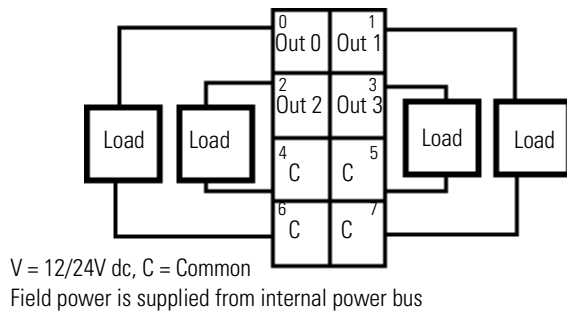 0 1
Out 0 Out 1
2 3
Out 2 Out 3
Load Load Load Load
4 5
C C
6 7
C C
V = 12/24V dc, C = Common
Field power is supplied from internal power bus